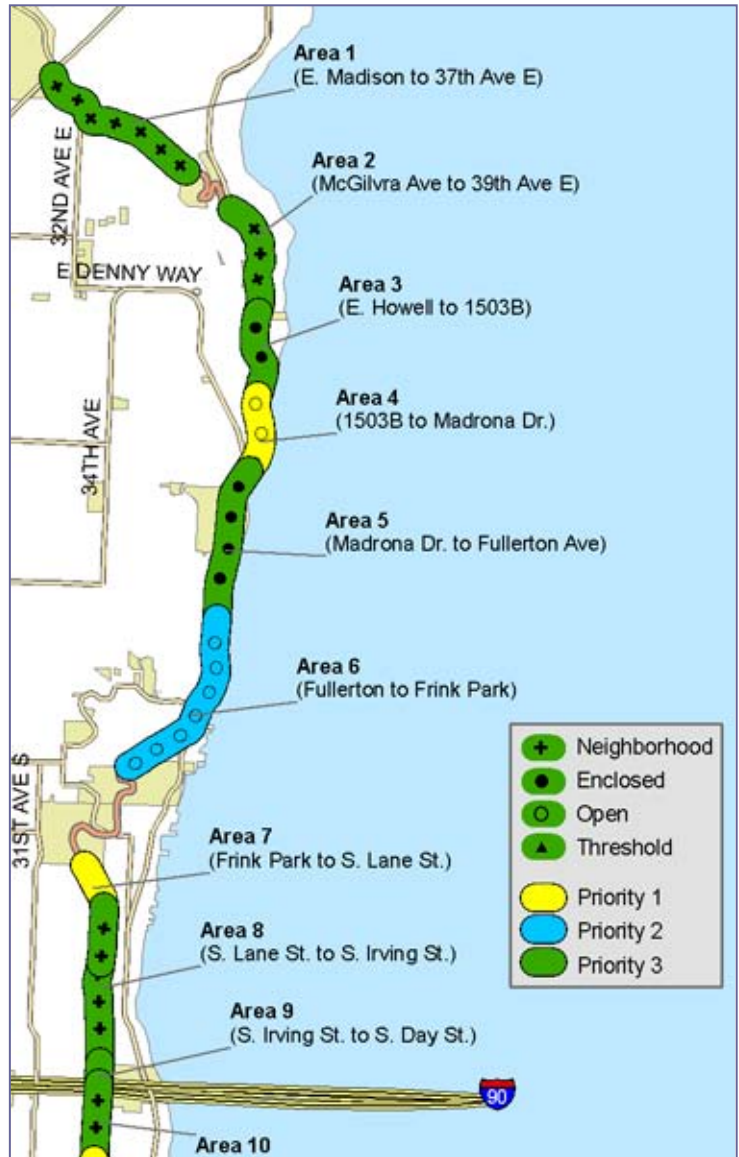 Area 1
(E. Madison to 37th Ave E)
Area 2
(McGilvra Ave to 39th Ave E)
32ND AVE E
E DENNY WAY
Area 3
(E. Howell to 1503B)
Area 4
(1503B to Madrona Dr.)
34TH AVE
Area 5
(Madrona Dr. to Fullerton Ave)
Area 6
(Fullerton to Frink Park)
31ST AVE S
Neighborhood
Enclosed
Open
Threshold
Priority 1
Priority 2
Priority 3
Area 7
(Frink Park to S. Lane St.)
Area 8
(S. Lane St. to S. Irving St.)
Area 9
(S. Irving St. to S. Day St.)
90
Area 10